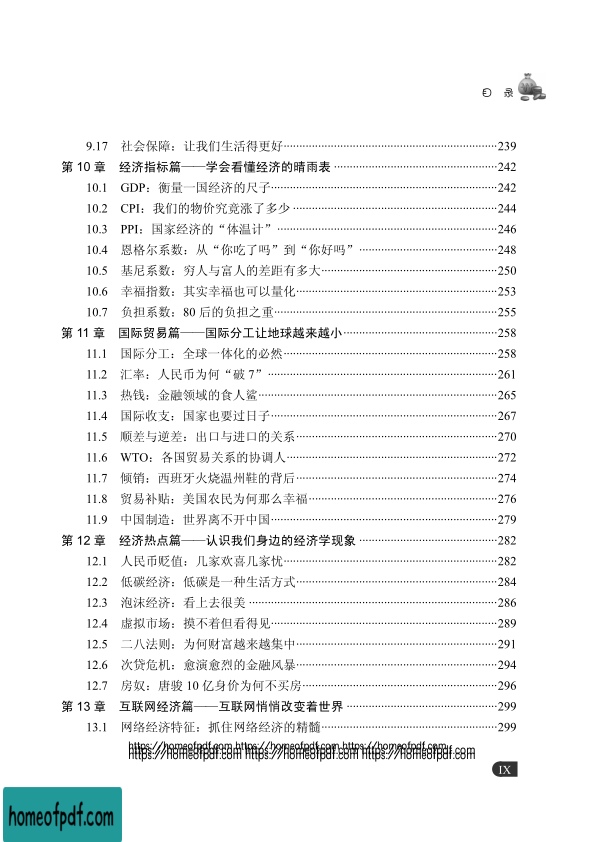 目 录
9.17 社会保障：让我们生活得更好 239
第 10 章 经济指标篇——学会看懂经济的晴雨表 242
10.1 GDP：衡量一国经济的尺子 242
10.2 CPI：我们的物价究竟涨了多少 244
10.3 PPI：国家经济的“体温计” 246
10.4 恩格尔系数：从“你吃了吗”到“你好吗” 248
10.5 基尼系数：穷人与富人的差距有多大 250
10.6 幸福指数：其实幸福也可以量化 253
10.7 负担系数：80 后的负担之重 255
第 11 章 国际贸易篇——国际分工让地球越来越小 258
11.1 国际分工：全球一体化的必然 258
11.2 汇率：人民币为何“破 7” 261
11.3 热钱：金融领域的食人鲨 265
11.4 国际收支：国家也要过日子 267
11.5 顺差与逆差：出口与进口的关系 270
11.6 WTO：各国贸易关系的协调人 272
11.7 倾销：西班牙火烧温州鞋的背后 274
11.8 贸易补贴：美国农民为何那么幸福 276
11.9 中国制造：世界离不开中国 279
第 12 章 经济热点篇——认识我们身边的经济学现象 282
12.1 人民币贬值：几家欢喜几家忧 282
12.2 低碳经济：低碳是一种生活方式 284
12.3 泡沫经济：看上去很美 286
12.4 虚拟市场：摸不着但看得见 289
12.5 二八法则：为何财富越来越集中 291
12.6 次贷危机：愈演愈烈的金融风暴 294
12.7 房奴：唐骏 10 亿身价为何不买房 296
第 13 章 互联网经济篇——互联网悄悄改变着世界 299
13.1 网络经济特征：抓住网络经济的精髓 299
https://homeofpdf.com https://homeofpdf.com https://homeofpdf.com
https://homeofpdf.com https://homeofpdf.com https://homeofpdf.com
IX
homeofpdf.com